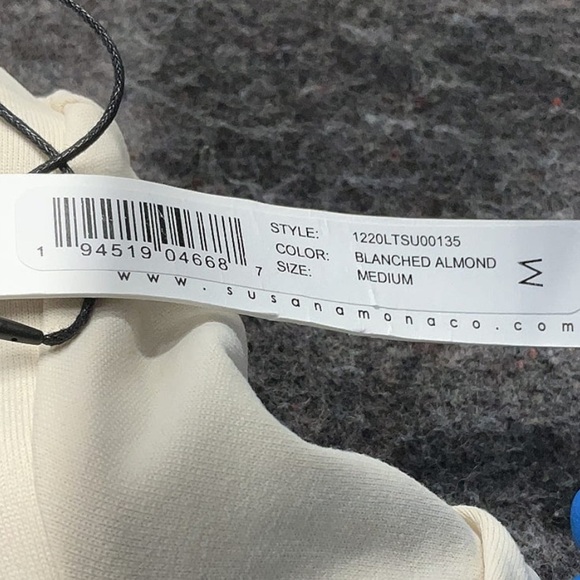 STYLE: 1220LTSU00135
COLOR: BLANCHED ALMOND
SIZE: MEDIUM
M
1 94519 04668 7
www.susanamonaco.com